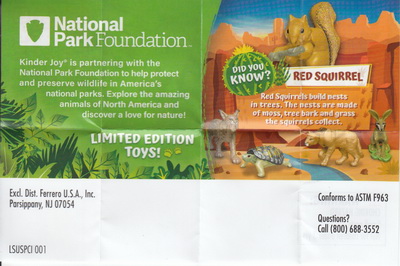 National
Park Foundation™
Kinder Joy® is partnering with the
National Park Foundation to help protect
and preserve wildlife in America's
national parks. Explore the amazing
animals of North America and
discover a love for nature!
LIMITED EDITION
TOYS!
DID YOU
KNOW?
RED SQUIRREL
Red Squirrels build nests
in trees. The nests are made
of moss, tree bark and grass
the squirrels collect.
Excl. Dist. Ferrero U.S.A., Inc.
Parsippany, NJ 07054
LSUSPCI 001
Conforms to ASTM F963
Questions?
Call (800) 688-3552